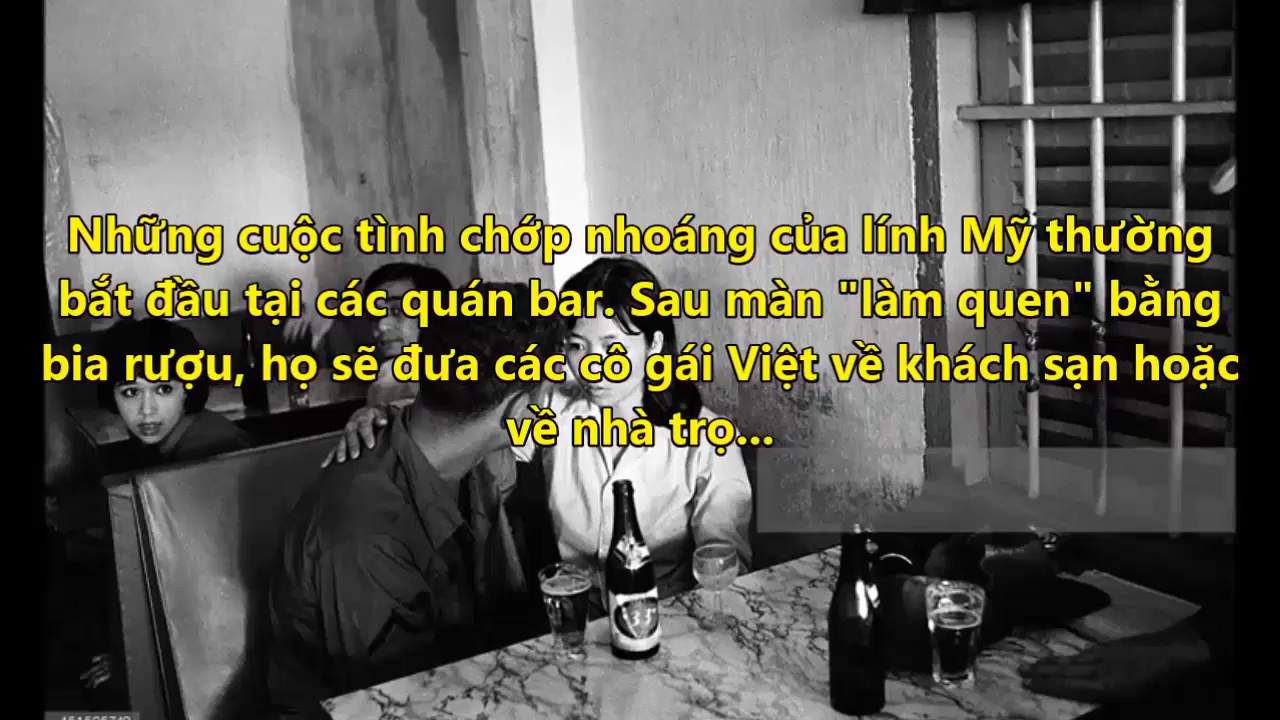 Những cuộc tình chớp nhoáng của lính Mỹ thường
bắt đầu tại các quán bar. Sau màn "làm quen" bằng
bia rượu, họ sẽ đưa các cô gái Việt về khách sạn hoặc
về nhà trọ...